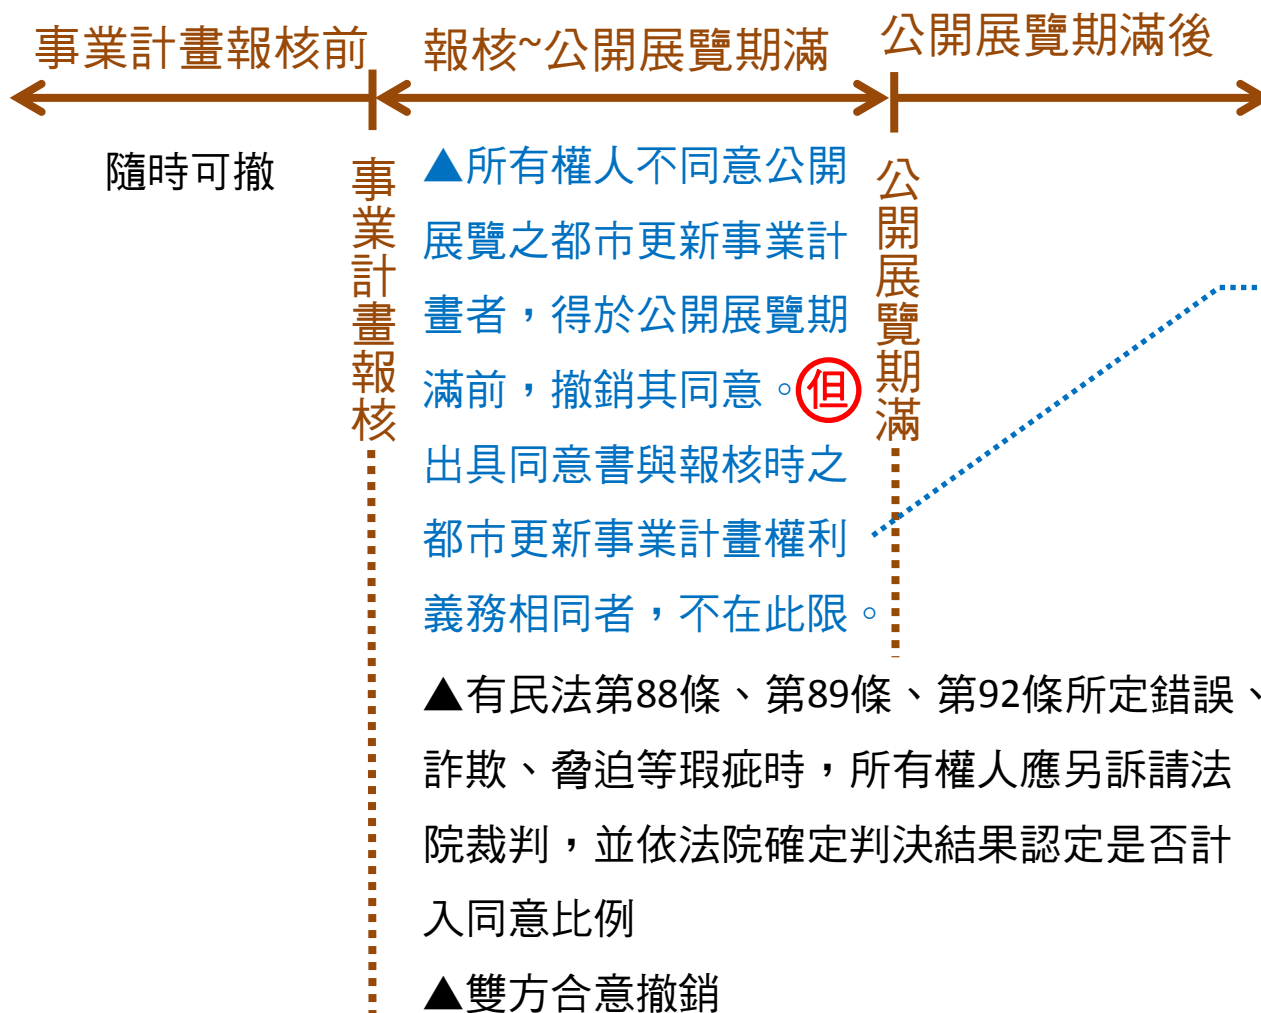 事業計畫報核前
報核~公開展覽期滿
公開展覽期滿後
隨時可撤
事業計畫報核
▲所有權人不同意公開
展覽之都市更新事業計
畫者，得於公開展覽期
滿前，撤銷其同意。但
出具同意書與報核時之
都市更新事業計畫權利
義務相同者，不在此限。
公開展覽期滿
▲有民法第88條、第89條、第92條所定錯誤、
詐欺、脅迫等瑕疵時，所有權人應另訴請法
院裁判，並依法院確定判決結果認定是否計
入同意比例
▲雙方合意撤銷